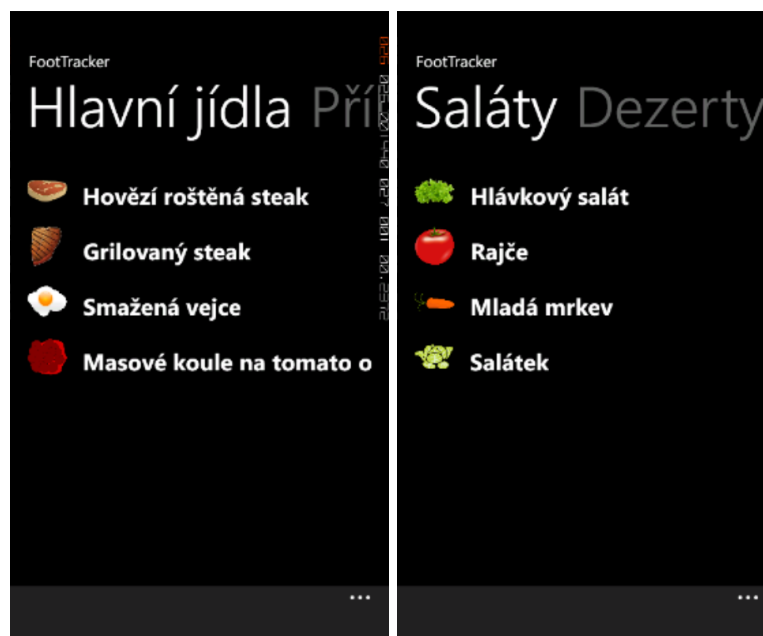 FootTracker
Hlavní jídla Pří
Hovězí roštěná steak
Grilovaný steak
Smažená vejce
Masové koule na tomato o
FootTracker
Saláty Dezerty
Hlávkový salát
Rajče
Mladá mrkev
Salátek